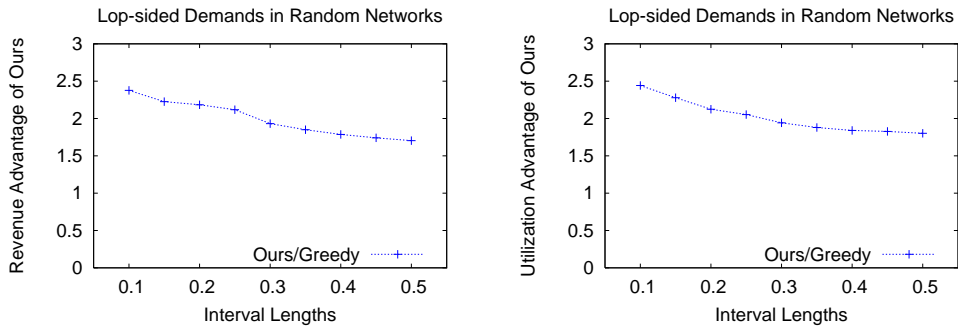 Lop-sided Demands in Random Networks
Revenue Advantage of Ours
3
2.5
2
1.5
1
0.5
0
Ours/Greedy
0.1 0.2 0.3 0.4 0.5
Interval Lengths
Lop-sided Demands in Random Networks
Utilization Advantage of Ours
3
2.5
2
1.5
1
0.5
0
Ours/Greedy
0.1 0.2 0.3 0.4 0.5
Interval Lengths